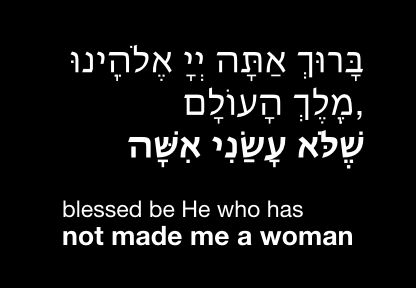 בָּרוּךְ אַתָּה יְיָ אֱלֹהֵֽינוּ
מֶֽלֶךְ הָעוֹלָם,
שֶׁלֹּא עָשַֽׂנִי אִשָּׁה
blessed be He who has
not made me a woman